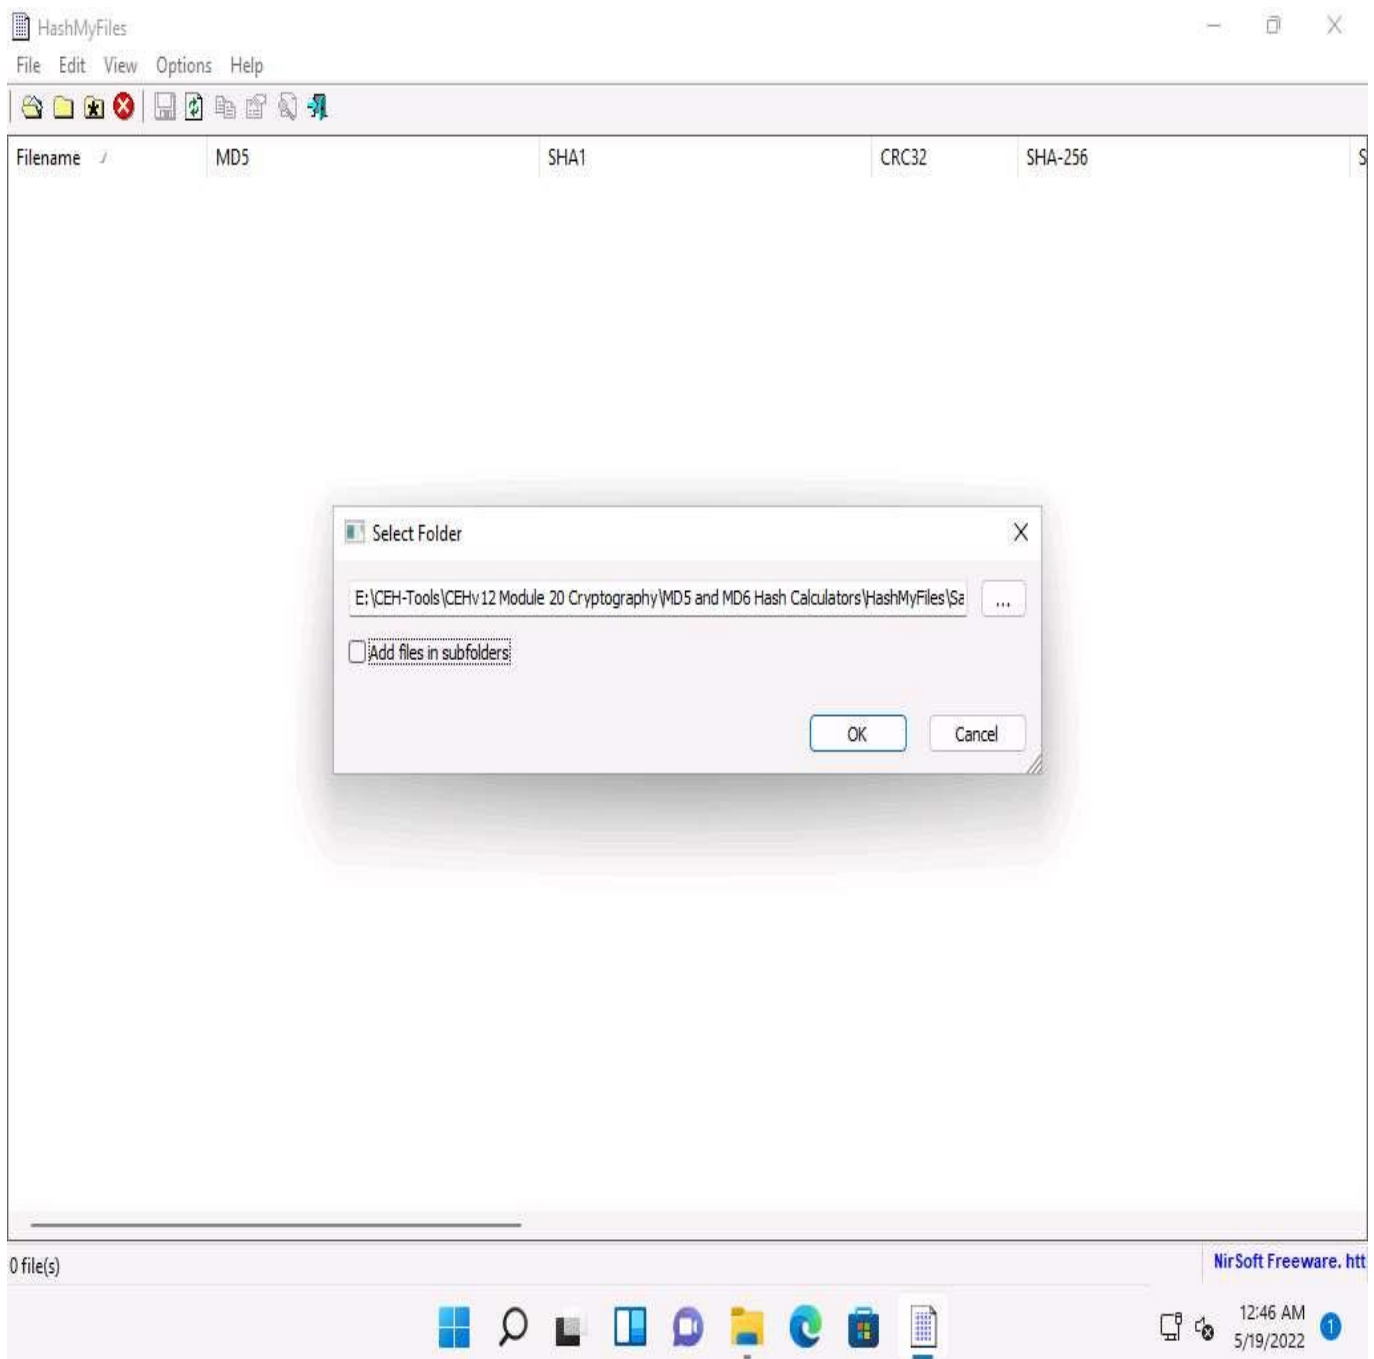 HashMyFiles
File Edit View Options Help
Filename MD5 SHA1 CRC32 SHA-256 S
Select Folder
E:\CEH-Tools\CEHv12 Module 20 Cryptography\MD5 and MD6 Hash Calculators\HashMyFiles\Sa ...
Add files in subfolders
OK Cancel
0 file(s) NirSoft Freeware. htt
12:46 AM
5/19/2022 1